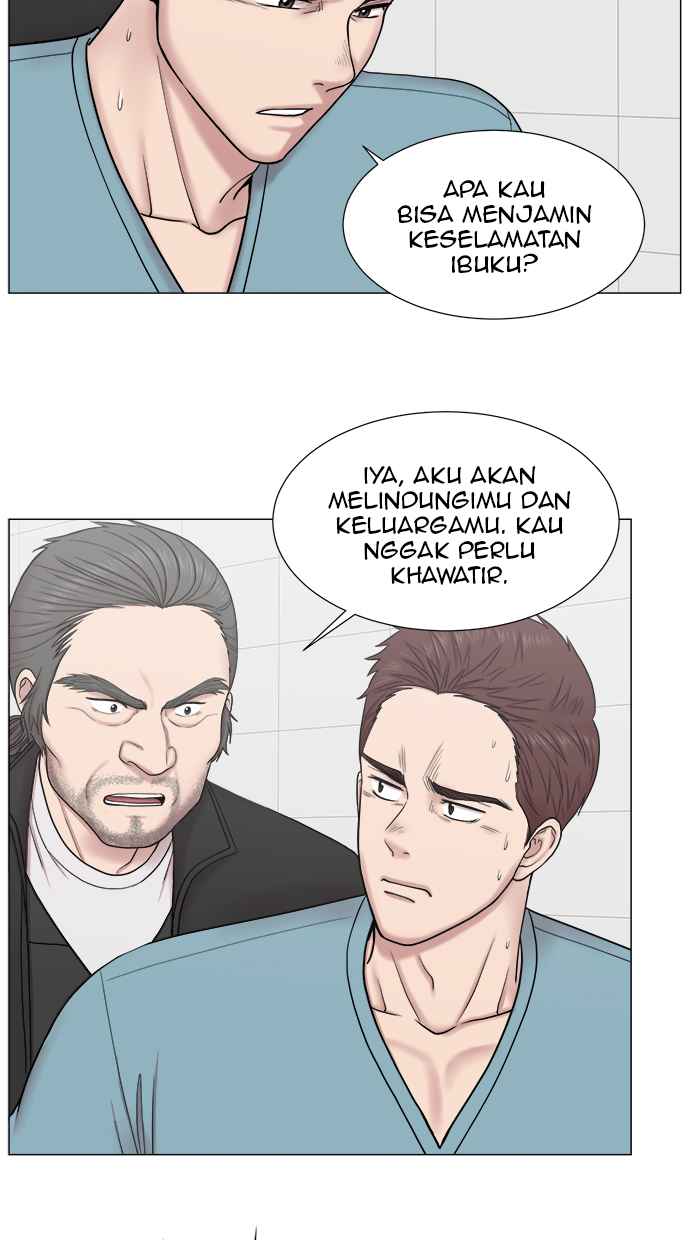 APA KAU
BISA MENJAMIN
KESELAMATAN
IBUKU?
IYA, AKU AKAN
MELINDUNGIMU DAN
KELUARGAMU. KAU
NGGAK PERLU
KHAWATIR.